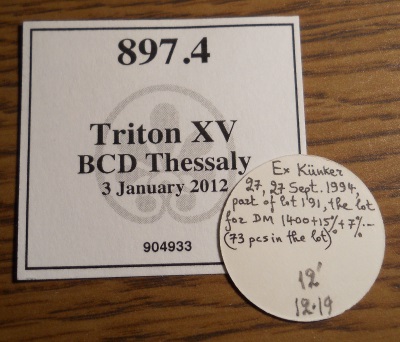 897.4
Triton XV
BCD Thessaly
3 January 2012
904933
Ex Künker
27, 27 Sept. 1994,
part of lot 191, the lot
for DM 1400+15%+7%--
(73 pcs in the lot)
12'
12.19